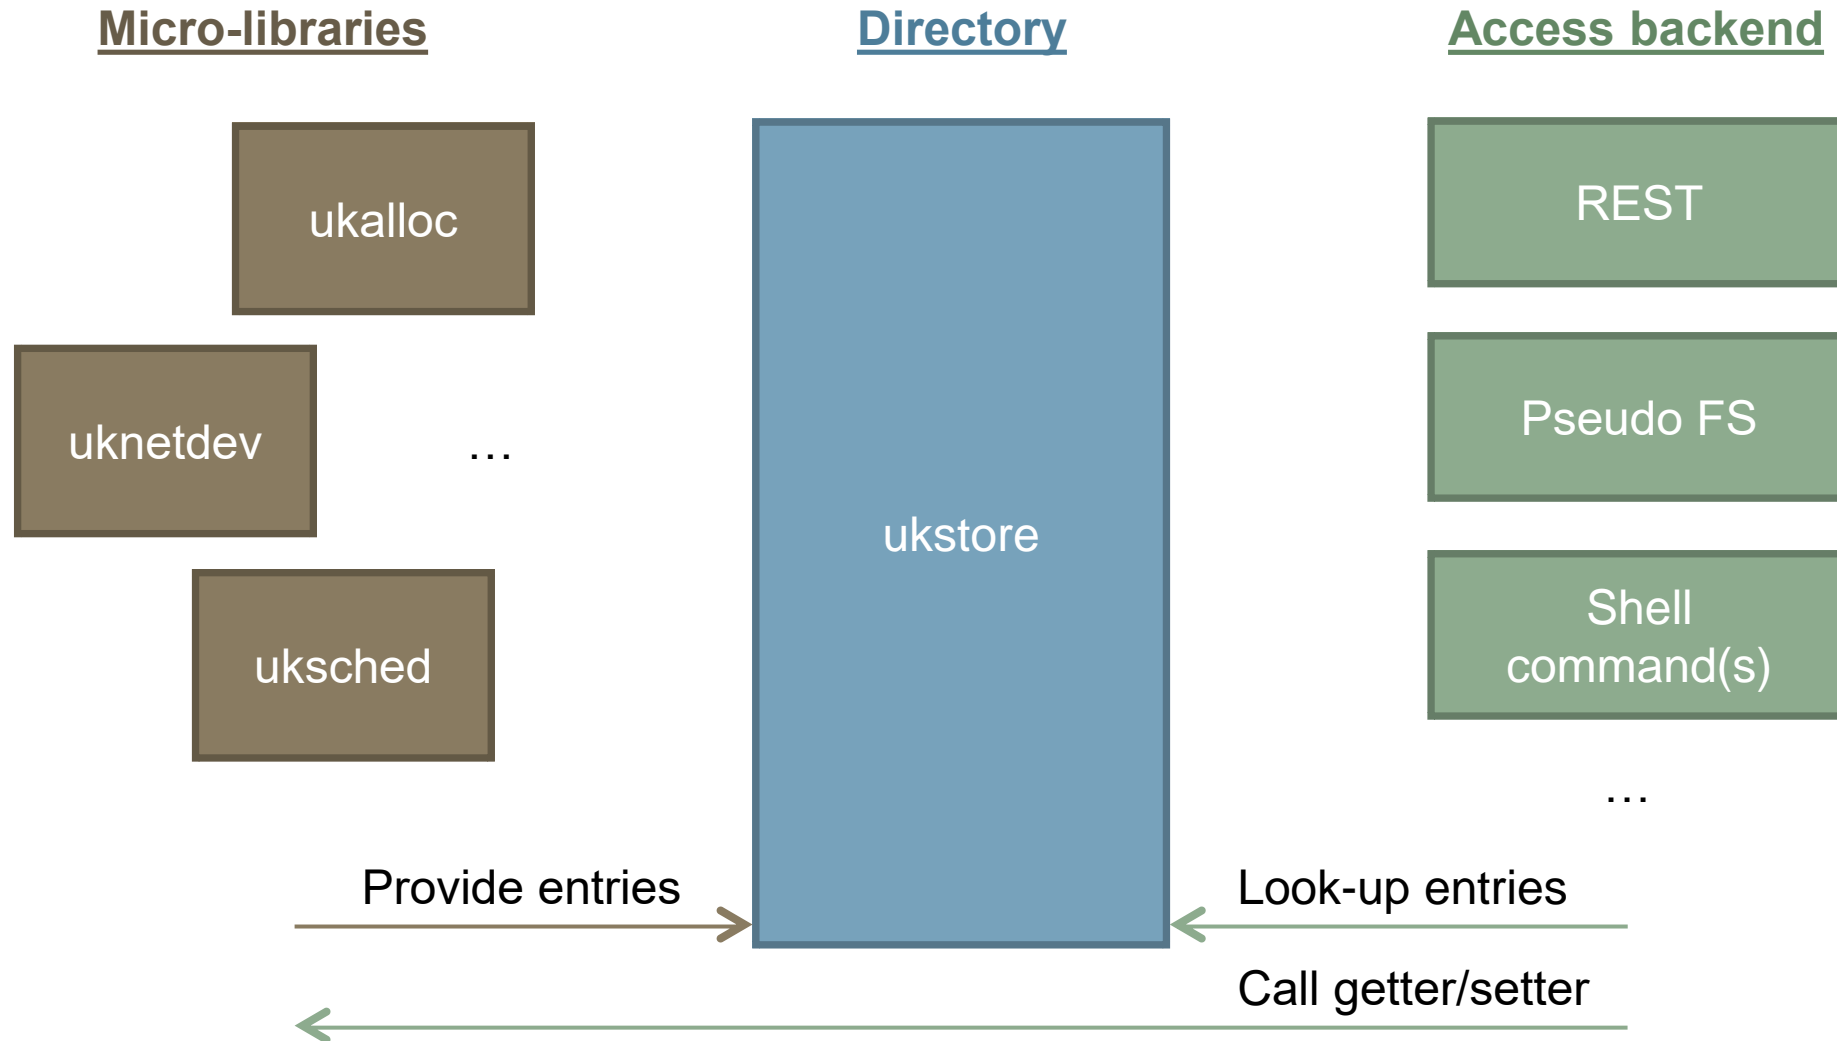 Micro-libraries
Directory
Access backend
ukalloc
REST
uknetdev
…
Pseudo FS
ukstore
uksched
Shell
command(s)
…
Provide entries
Look-up entries
Call getter/setter